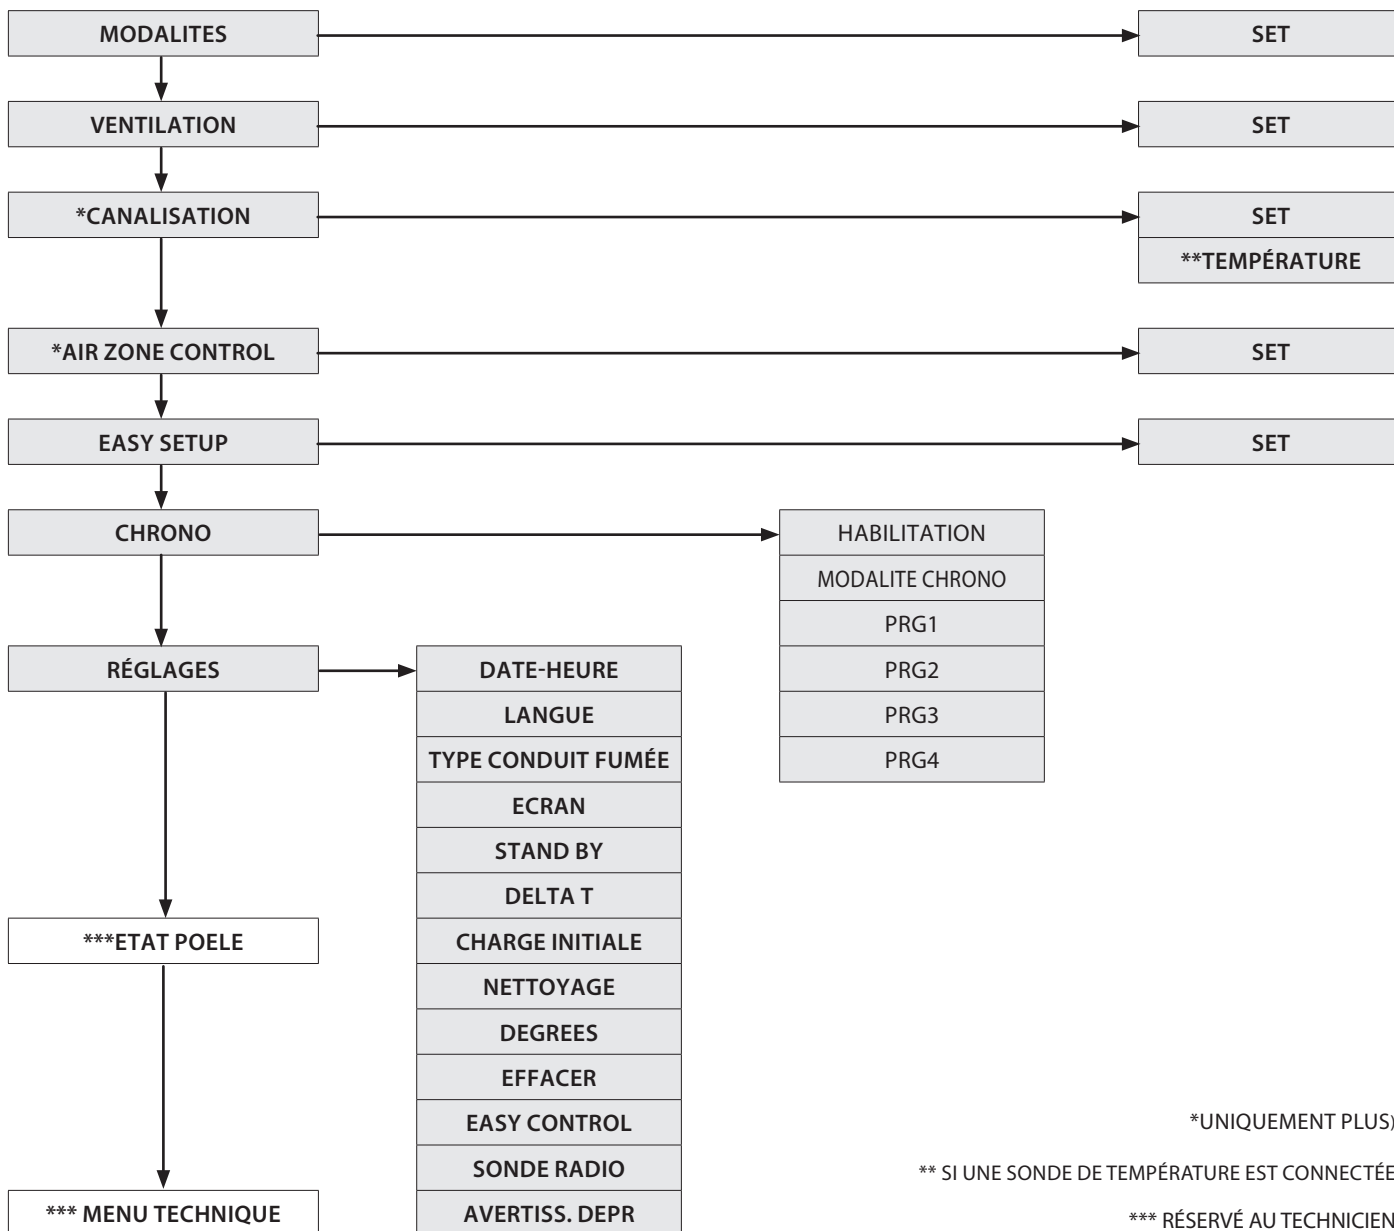 MODALITES
SET
VENTILATION
SET
*CANALISATION
SET
**TEMPÉRATURE
*AIR ZONE CONTROL
SET
EASY SETUP
SET
CHRONO
HABILITATION
MODALITE CHRONO
PRG1
PRG2
PRG3
PRG4
RÉGLAGES
DATE-HEURE
LANGUE
TYPE CONDUIT FUMÉE
ECRAN
STAND BY
DELTA T
CHARGE INITIALE
NETTOYAGE
DEGREES
EFFACER
EASY CONTROL
SONDE RADIO
AVERTISS. DEPR
***ETAT POELE
*** MENU TECHNIQUE
*UNIQUEMENT PLUS)
** SI UNE SONDE DE TEMPÉRATURE EST CONNECTÉE
*** RÉSERVÉ AU TECHNICIEN